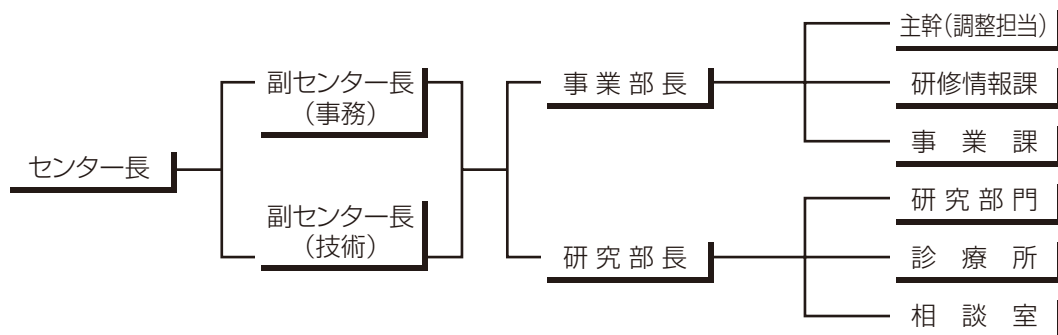 センター長
副センター長
（事務）
副センター長
（技術）
事業部長
研究部長
主幹（調整担当）
研修情報課
事業課
研究部門
診療所
相談室